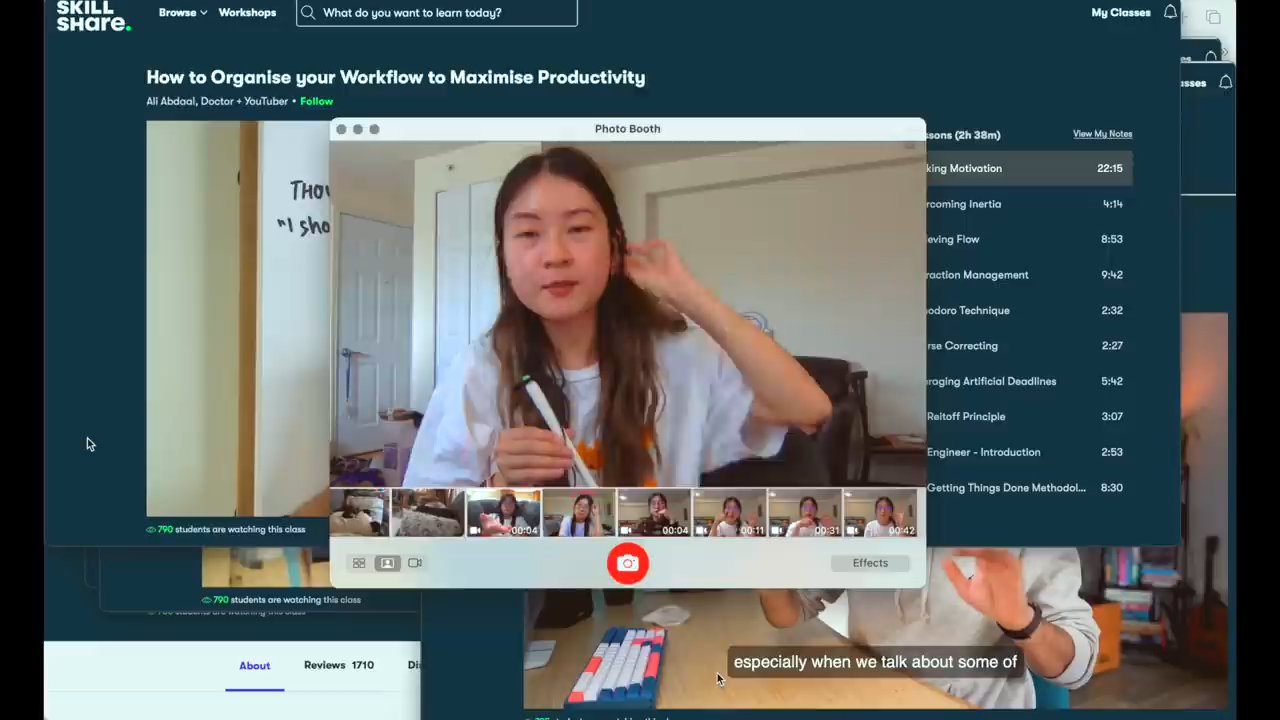 SKILL
SHARE.
Browse
Workshops
What do you want to learn today?
My Classes
How to Organise your Workflow to Maximise Productivity
Ali Abdaal, Doctor + YouTuber • Follow
THOU
"I sho
Photo Booth
ssons (2h 38m)
View My Notes
king Motivation
22:15
rcoming Inertia
4:14
ieving Flow
8:53
raction Management
9:42
odoro Technique
2:32
rse Correcting
2:27
raging Artificial Deadlines
5:42
Reitoff Principle
3:07
Engineer - Introduction
2:53
Getting Things Done Methodol...
8:30
00:04
00:04
00:11
00:31
00:42
790 students are watching this class
Effects
790 students are watching this class
About
Reviews 1710
Di
especially when we talk about some of